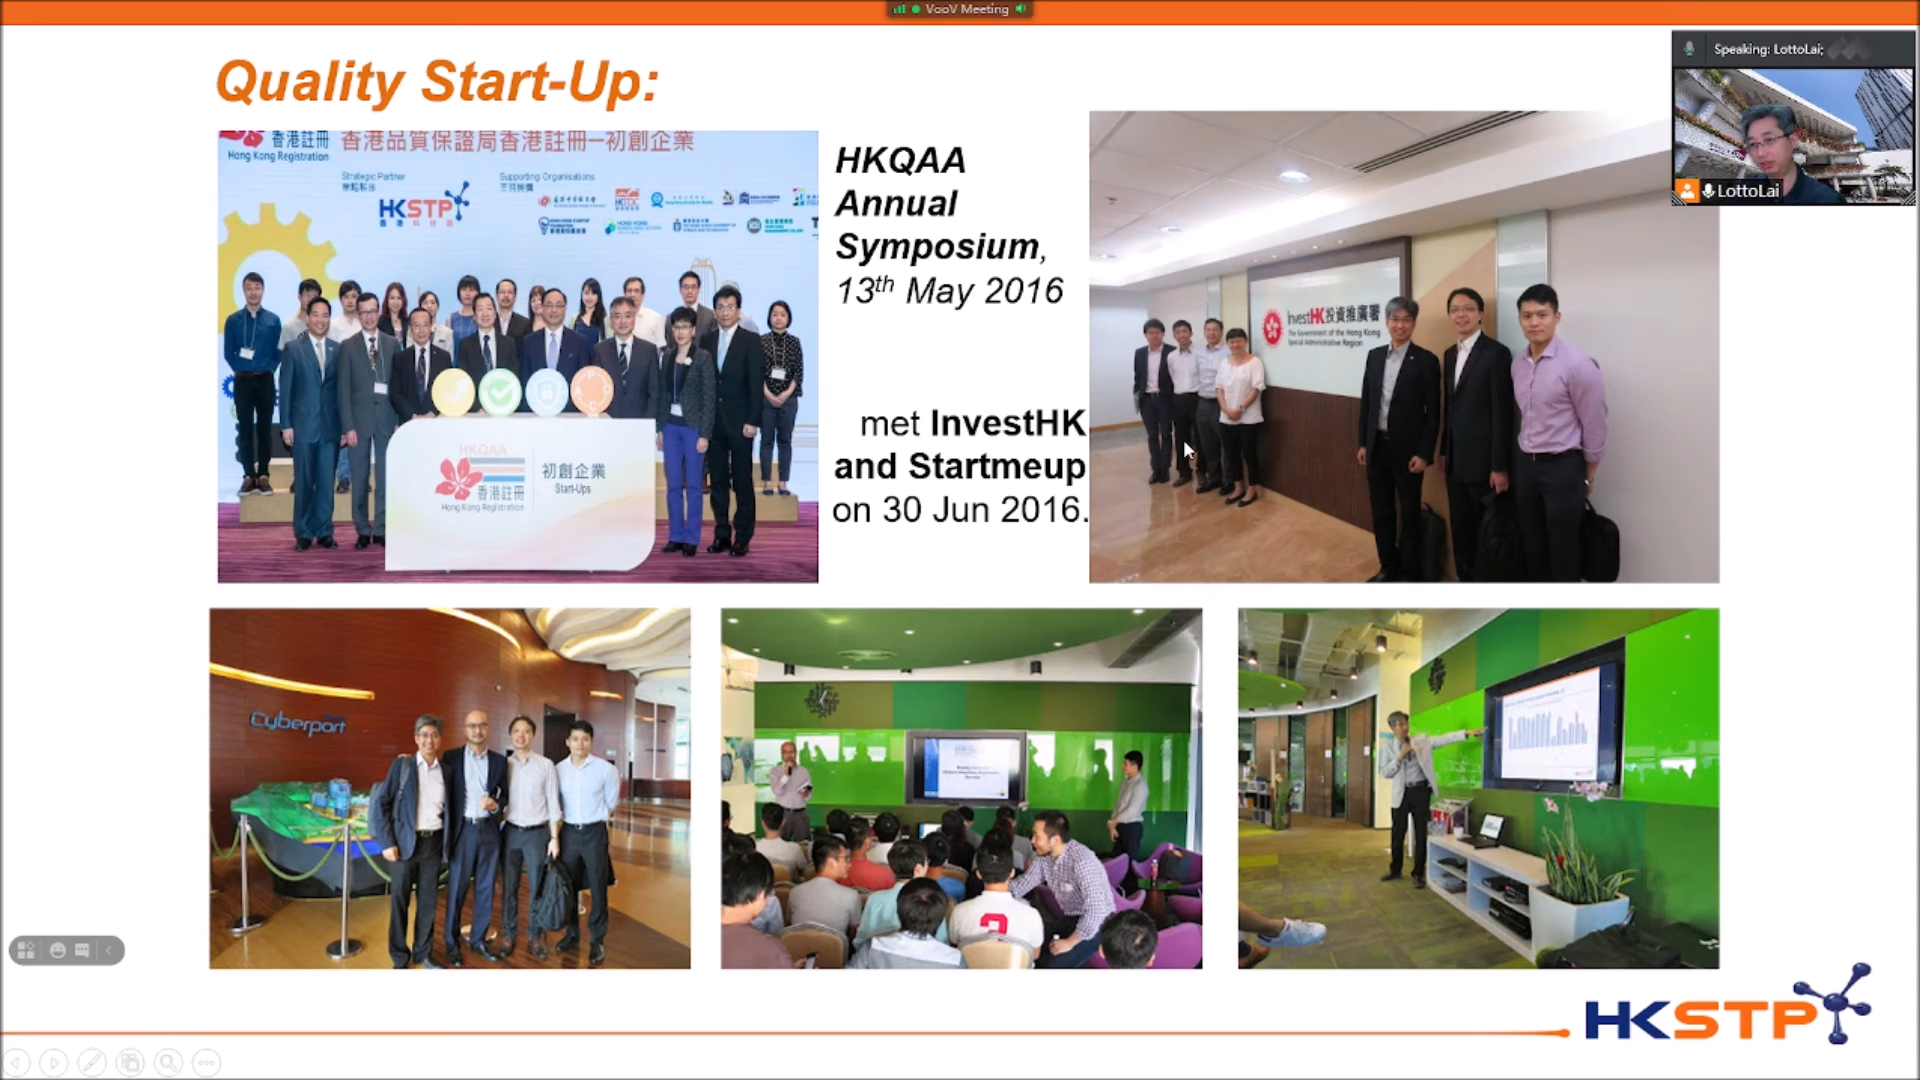 VooV Meeting
Speaking: LottoLai;
LottoLai
Quality Start-Up:
香港註冊
Hong Kong Registration
香港品質保證局香港註冊—初創企業
Strategic Partner
策略夥伴
Supporting Organisations
支持機構
HKSTP
香港科技園
HKTDC
HKQAA
香港註冊
Hong Kong Registration
初創企業
Start-Ups
HKQAA
Annual
Symposium,
13th May 2016
met InvestHK
and Startmeup
on 30 Jun 2016.
InvestHK投資推廣署
The Government of the Hong Kong
Special Administrative Region
Cyberport
HKSTP